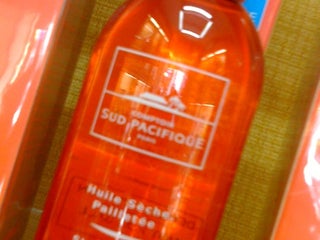 COMPTOIR
SUD PACIFIQUE
PARIS
Huile Sèche
Pailletée